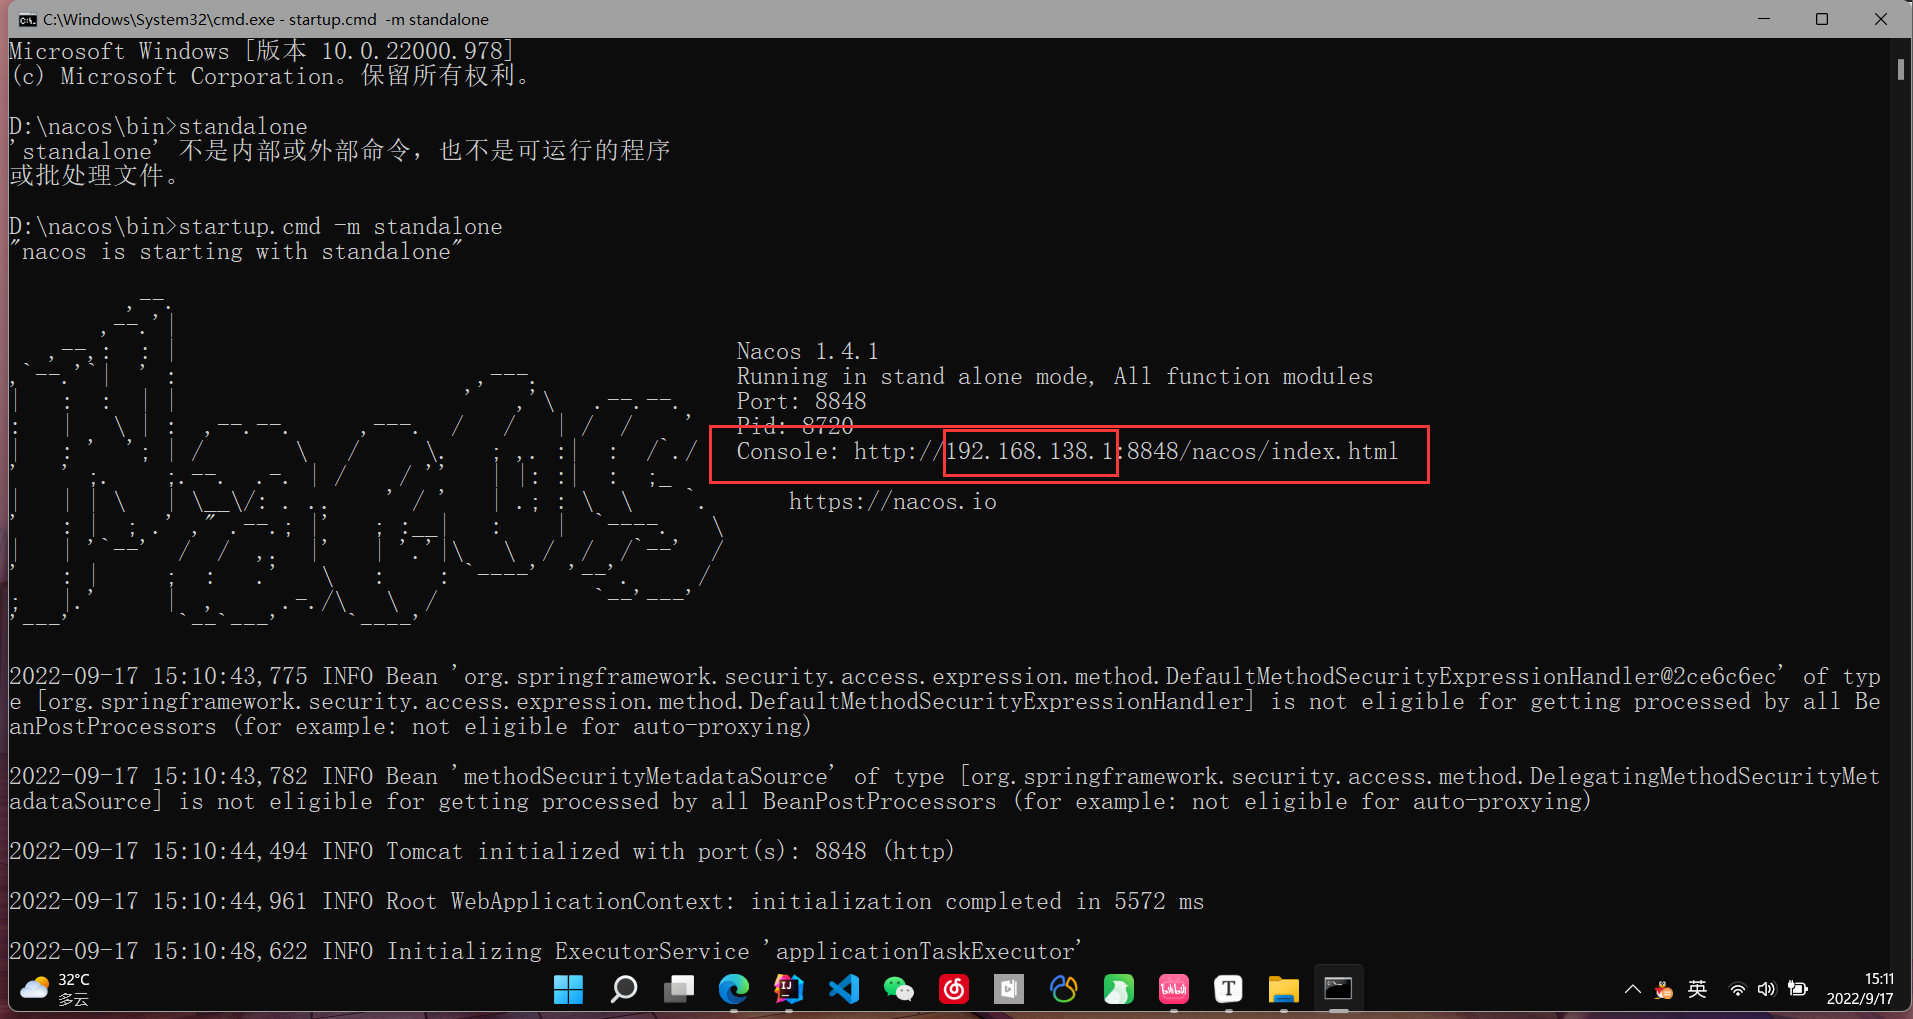 C:\Windows\System32\cmd.exe - startup.cmd  -m standalone
Microsoft Windows [版本 10.0.22000.978]
(c) Microsoft Corporation。保留所有权利。
D:\nacos\bin>standalone
'standalone' 不是内部或外部命令，也不是可运行的程序
或批处理文件。
D:\nacos\bin>startup.cmd -m standalone
"nacos is starting with standalone"
Nacos 1.4.1
Running in stand alone mode, All function modules
Port: 8848
Pid: 8720
Console: http://192.168.138.1:8848/nacos/index.html
https://nacos.io
2022-09-17 15:10:43,775 INFO Bean 'org.springframework.security.access.expression.method.DefaultMethodSecurityExpressionHandler@2ce6c6ec' of typ
e [org.springframework.security.access.expression.method.DefaultMethodSecurityExpressionHandler] is not eligible for getting processed by all Be
anPostProcessors (for example: not eligible for auto-proxying)
2022-09-17 15:10:43,782 INFO Bean 'methodSecurityMetadataSource' of type [org.springframework.security.access.method.DelegatingMethodSecurityMet
adataSource] is not eligible for getting processed by all BeanPostProcessors (for example: not eligible for auto-proxying)
2022-09-17 15:10:44,494 INFO Tomcat initialized with port(s): 8848 (http)
2022-09-17 15:10:44,961 INFO Root WebApplicationContext: initialization completed in 5572 ms
2022-09-17 15:10:48,622 INFO Initializing ExecutorService 'applicationTaskExecutor'
32°C
多云
IJ
bilibili
T
英
15:11
2022/9/17